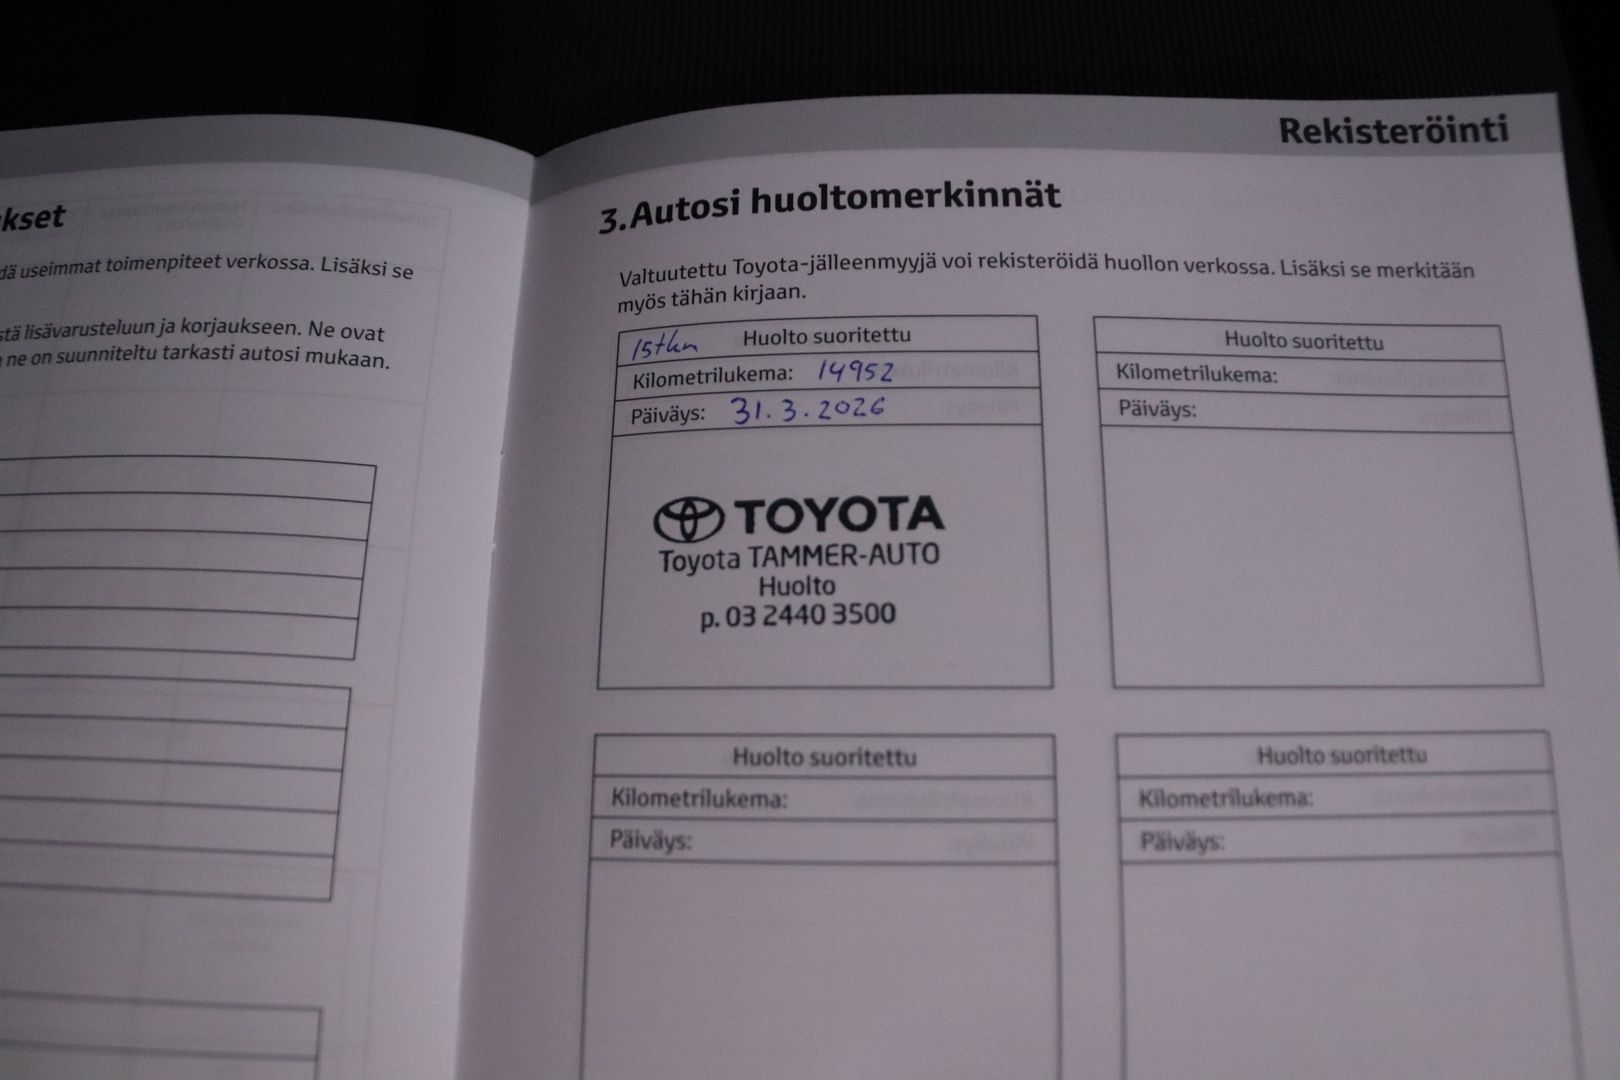 kset
dä useimmat toimenpiteet verkossa. Lisäksi se
stä lisävarusteluun ja korjaukseen. Ne ovat
ne on suunniteltu tarkasti autosi mukaan.
Rekisteröinti
3. Autosi huoltomerkinnät
Valtuutettu Toyota-jälleenmyyjä voi rekisteröidä huollon verkossa. Lisäksi se merkitään
myös tähän kirjaan.
15tkm Huolto suoritettu
Kilometrilukema: 14952
Päiväys: 31.3.2026
TOYOTA
Toyota TAMMER-AUTO
Huolto
p. 03 2440 3500
Huolto suoritettu
Kilometrilukema:
Päiväys:
Huolto suoritettu
Kilometrilukema:
Päiväys:
Huolto suoritettu
Kilometrilukema:
Päiväys: